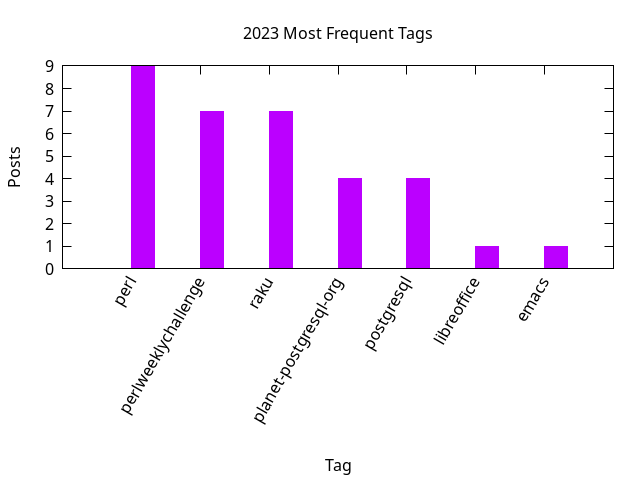 2023 Most Frequent Tags
9
8
7
6
5
4
3
2
1
0
Posts
perl
perlweeklychallenge
raku
planet-postgresql-org
postgresql
libreoffice
emacs
Tag